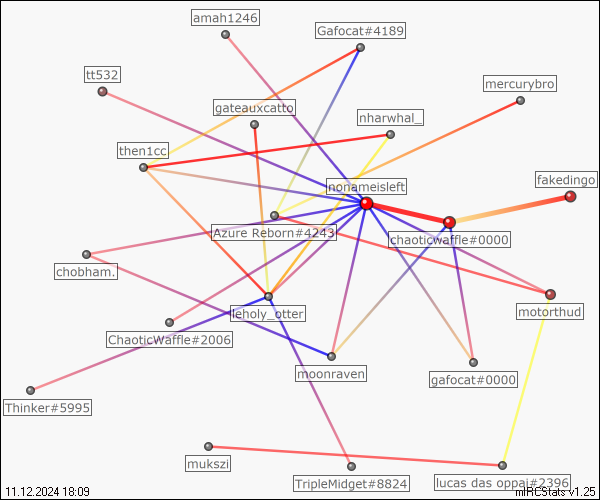 amah1246
Gafocat#4189
tt532
mercurybro
gateauxcatto
nharwhal_
then1cc
nonameisleft
fakedingo
Azure Reborn#4243
chaoticwaffle#0000
chobham.
leholy_otter
motorthud
ChaoticWaffle#2006
moonraven
gafocat#0000
Thinker#5995
mukszi
TripleMidget#8824
lucas das oppai#2396
11.12.2024 18:09
mIRCStats v1.25